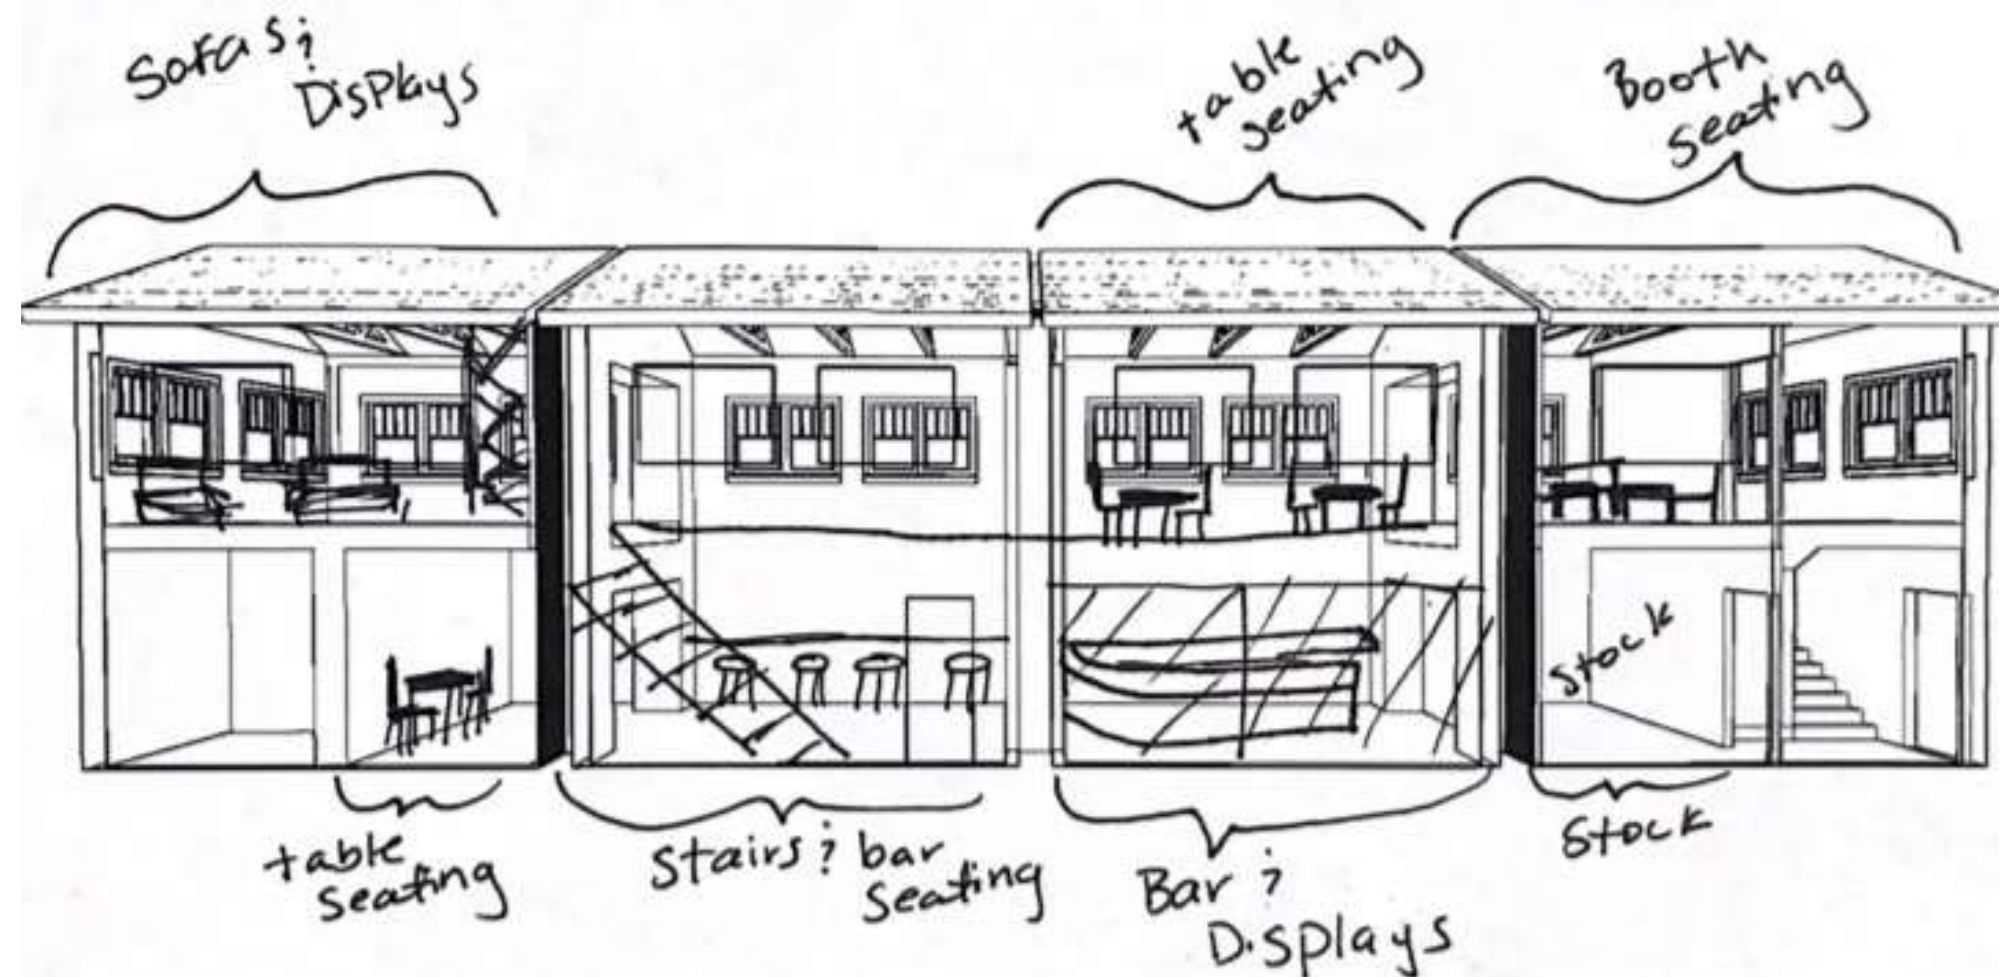 Sofas ?
Displays
table
seating
Booth
seating
Stock
table
seating
Stairs ? bar
seating
Bar ?
Displays
Stock